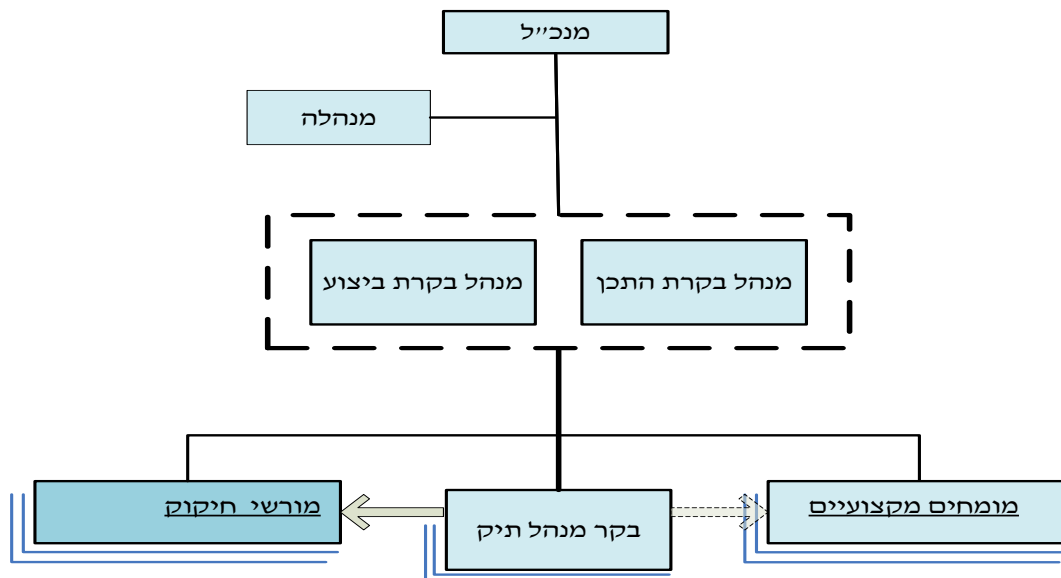 מנכ״ל
מנהלה
מנהל בקרת התכן
מנהל בקרת ביצוע
מומחים מקצועיים
בקר מנהל תיק
מורשי חיקוק